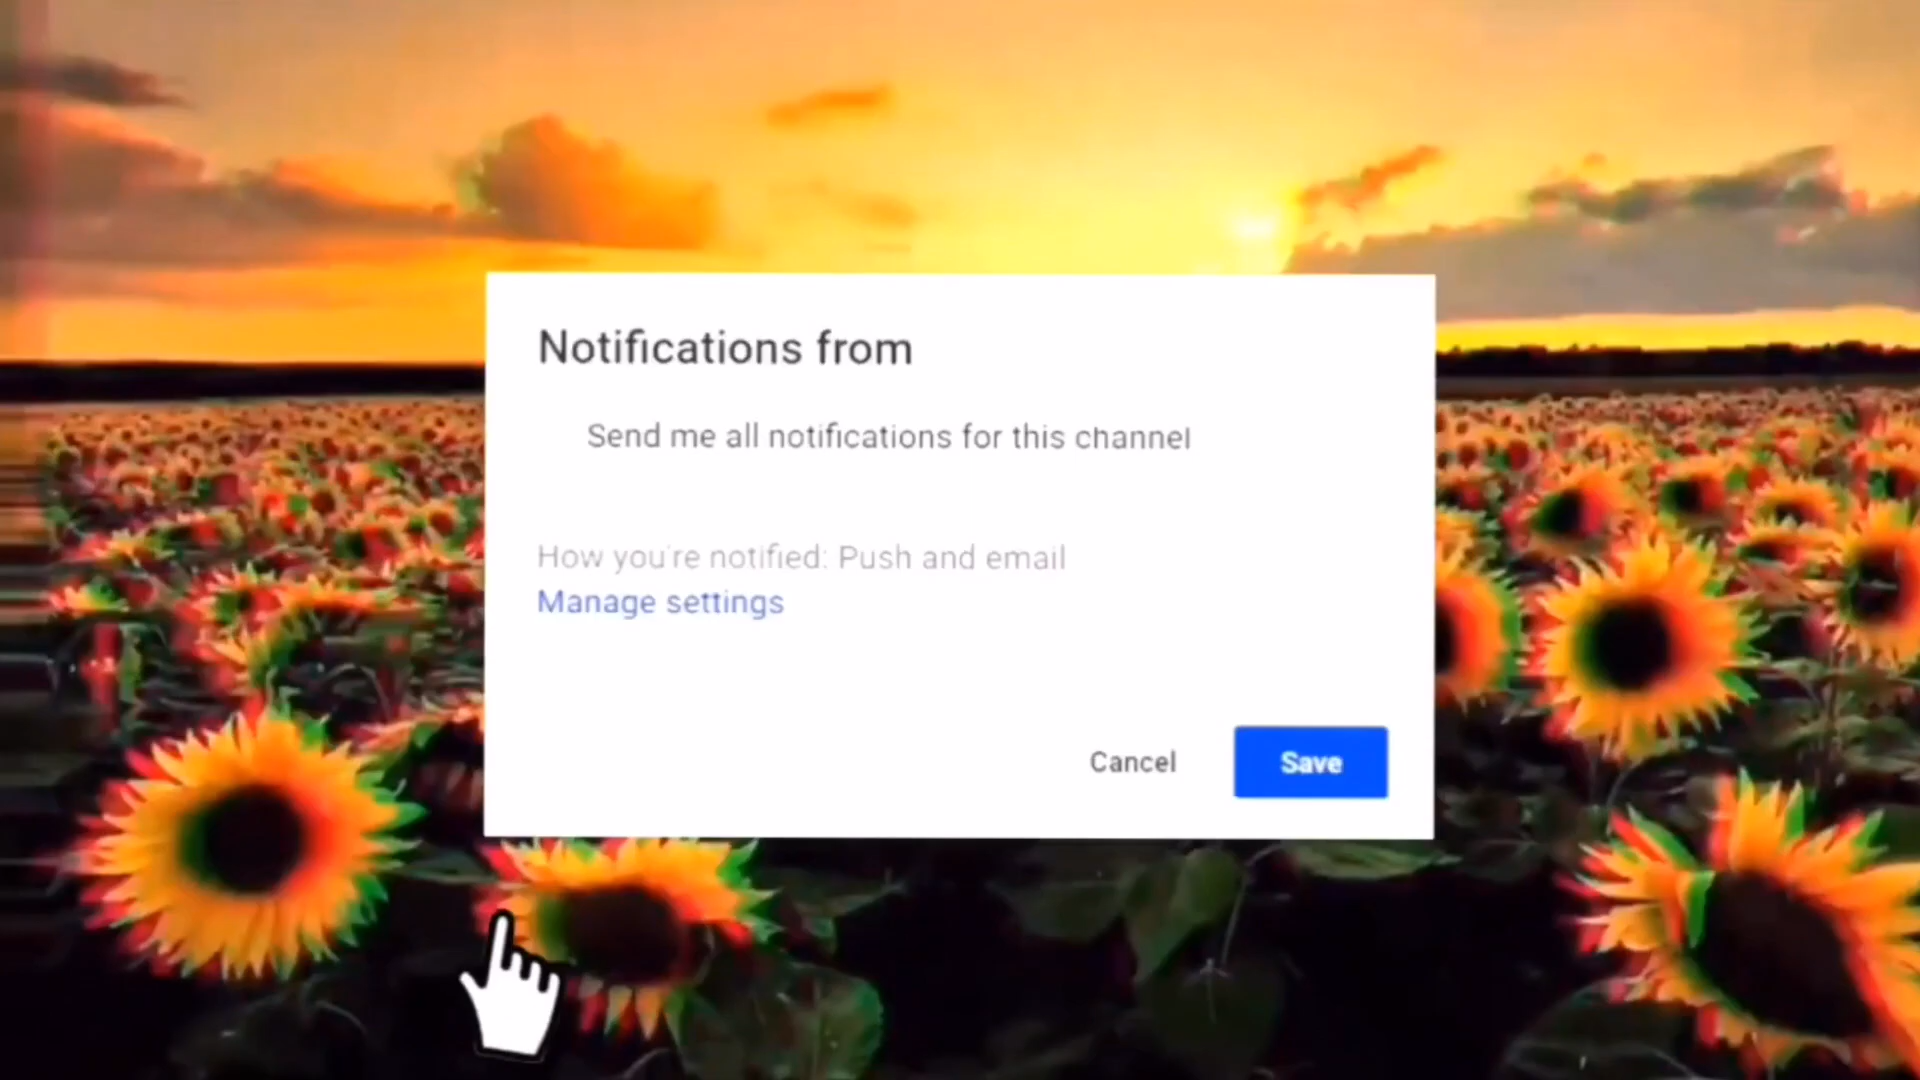 Notifications from
Send me all notifications for this channel
How you're notified: Push and email
Manage settings
Cancel
Save